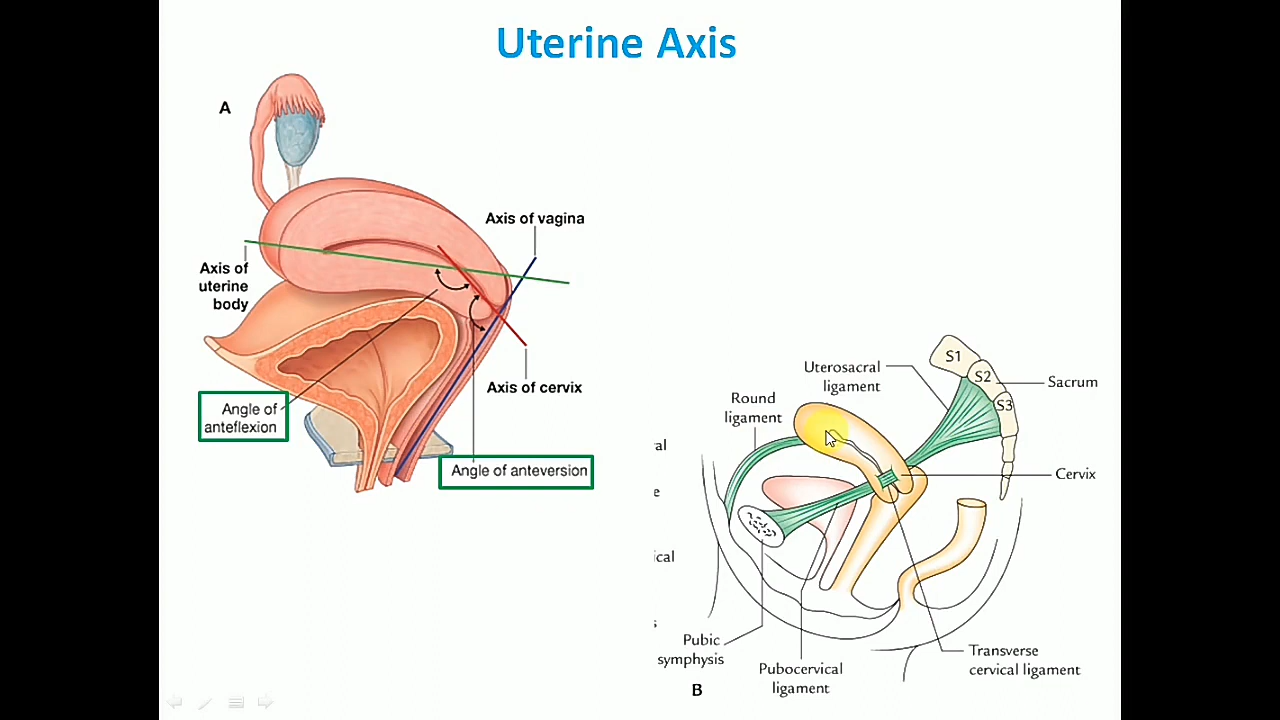 Uterine Axis
A
Axis of vagina
Axis of
uterine
body
Axis of cervix
Angle of
anteflexion
Angle of anteversion
S1
S2
S3
Sacrum
Uterosacral
ligament
Round
ligament
al
e
ical
s
Cervix
Pubic
symphysis
Pubocervical
ligament
Transverse
cervical ligament
B